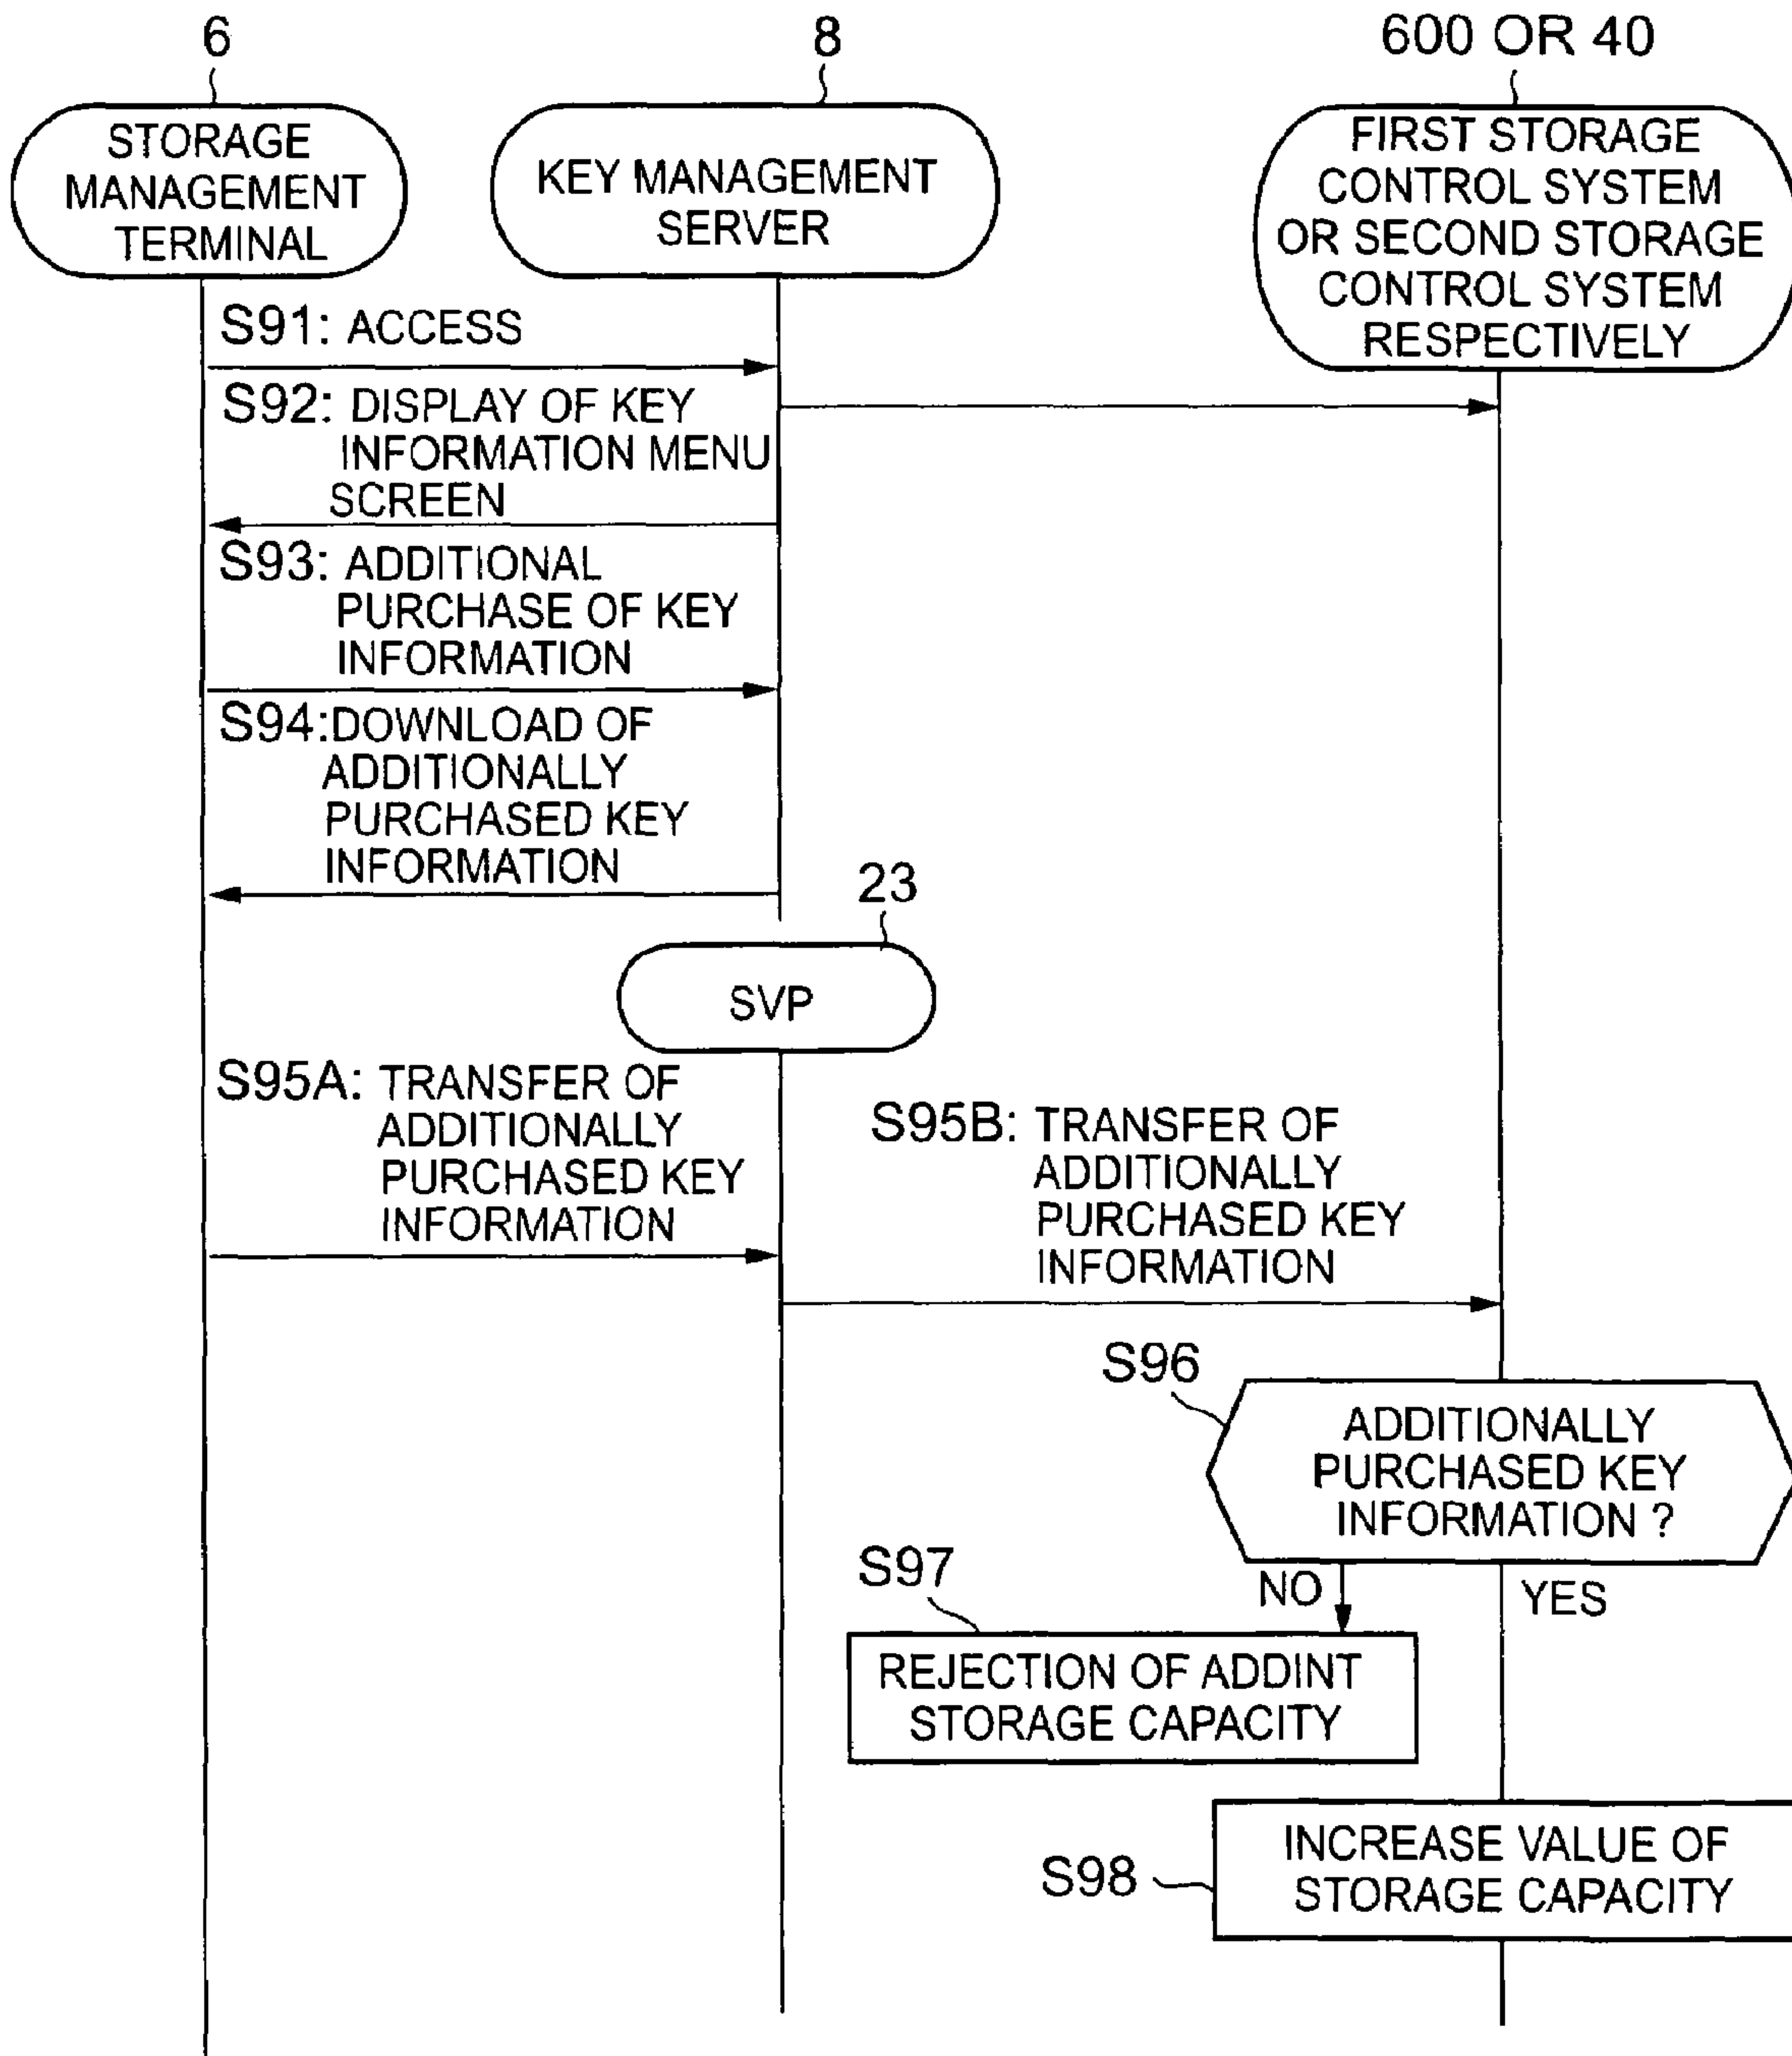 6
8
600 OR 40
STORAGE
MANAGEMENT
TERMINAL
KEY MANAGEMENT
SERVER
FIRST STORAGE
CONTROL SYSTEM
OR SECOND STORAGE
CONTROL SYSTEM
RESPECTIVELY
S91: ACCESS
S92: DISPLAY OF KEY
INFORMATION MENU
SCREEN
S93: ADDITIONAL
PURCHASE OF KEY
INFORMATION
S94:DOWNLOAD OF
ADDITIONALLY
PURCHASED KEY
INFORMATION
23
SVP
S95A: TRANSFER OF
ADDITIONALLY
PURCHASED KEY
INFORMATION
S95B: TRANSFER OF
ADDITIONALLY
PURCHASED KEY
INFORMATION
S96
ADDITIONALLY
PURCHASED KEY
INFORMATION ?
S97
NO
YES
REJECTION OF ADDINT
STORAGE CAPACITY
S98
INCREASE VALUE OF
STORAGE CAPACITY